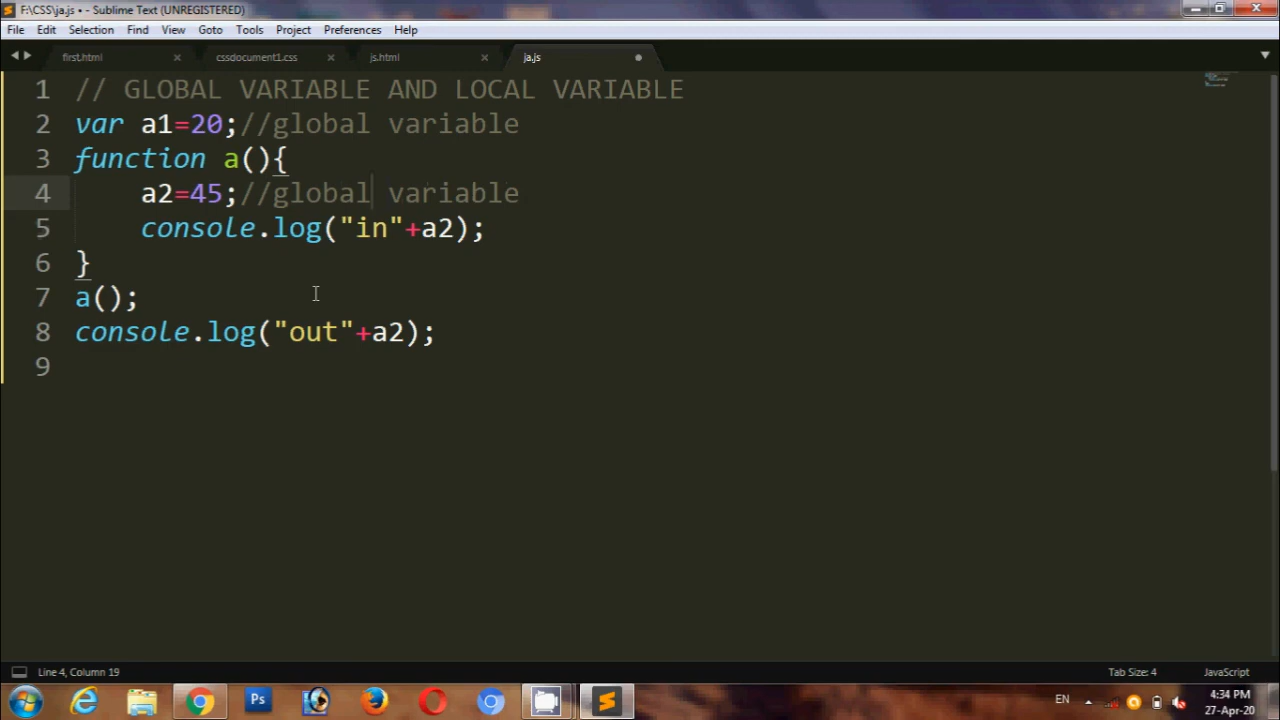 F:\CSS\ja.js • - Sublime Text (UNREGISTERED)
File Edit Selection Find View Goto Tools Project Preferences Help
first.html cssdocument1.css js.html ja.js
1 // GLOBAL VARIABLE AND LOCAL VARIABLE
2 var a1=20;//global variable
3 function a(){
4 a2=45;//global variable
5 console.log("in"+a2);
6 }
7 a();
8 console.log("out"+a2);
9
Line 4, Column 19 Tab Size: 4 JavaScript
Ps EN 4:34 PM
27-Apr-20